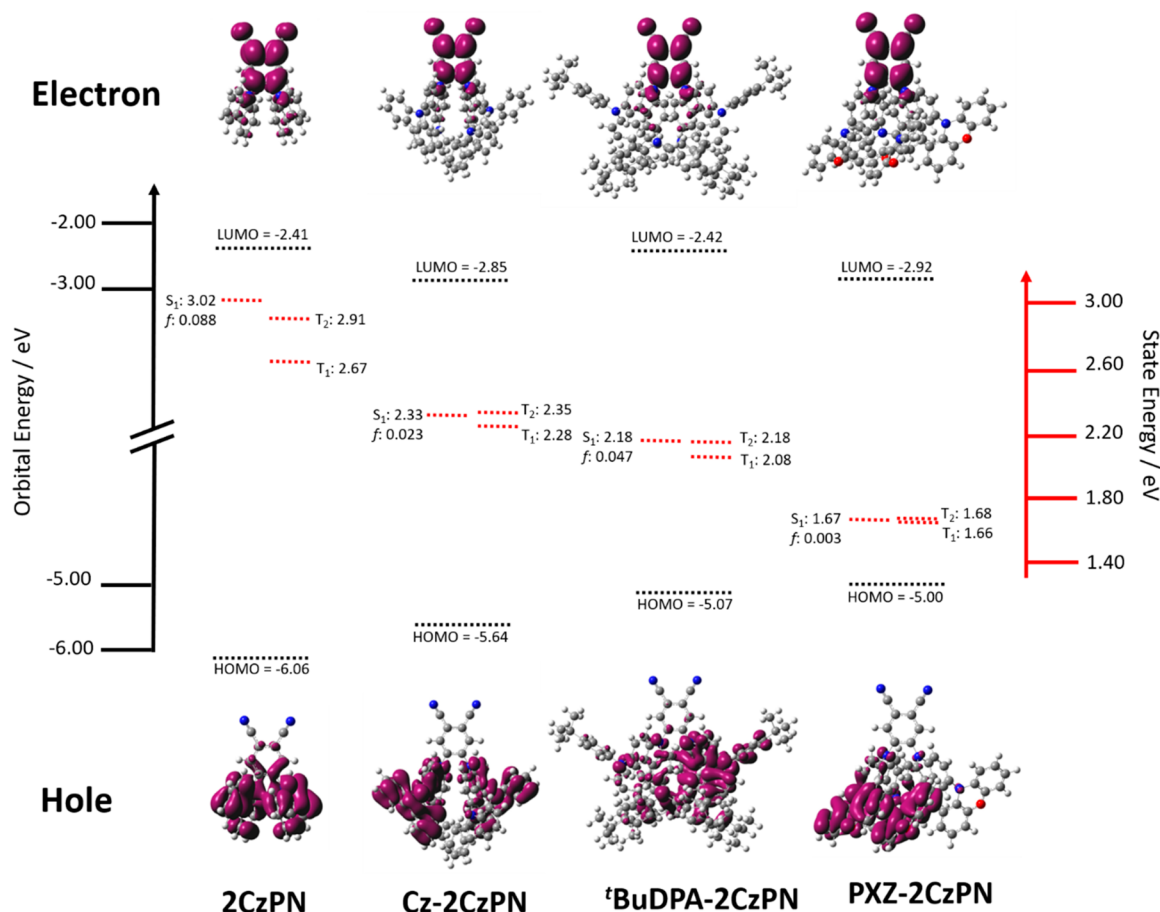 Electron
-2.00
-3.00
-5.00
-6.00
Orbital Energy / eV
LUMO = -2.41
S₁: 3.02
f: 0.088
T₂: 2.91
T₁: 2.67
HOMO = -6.06
LUMO = -2.85
S₁: 2.33
f: 0.023
T₂: 2.35
T₁: 2.28
HOMO = -5.64
LUMO = -2.42
S₁: 2.18
f: 0.047
T₂: 2.18
T₁: 2.08
HOMO = -5.07
LUMO = -2.92
S₁: 1.67
f: 0.003
T₂: 1.68
T₁: 1.66
HOMO = -5.00
3.00
2.60
2.20
1.80
1.40
State Energy / eV
Hole
2CzPN
Cz-2CzPN
ᵗBuDPA-2CzPN
PXZ-2CzPN